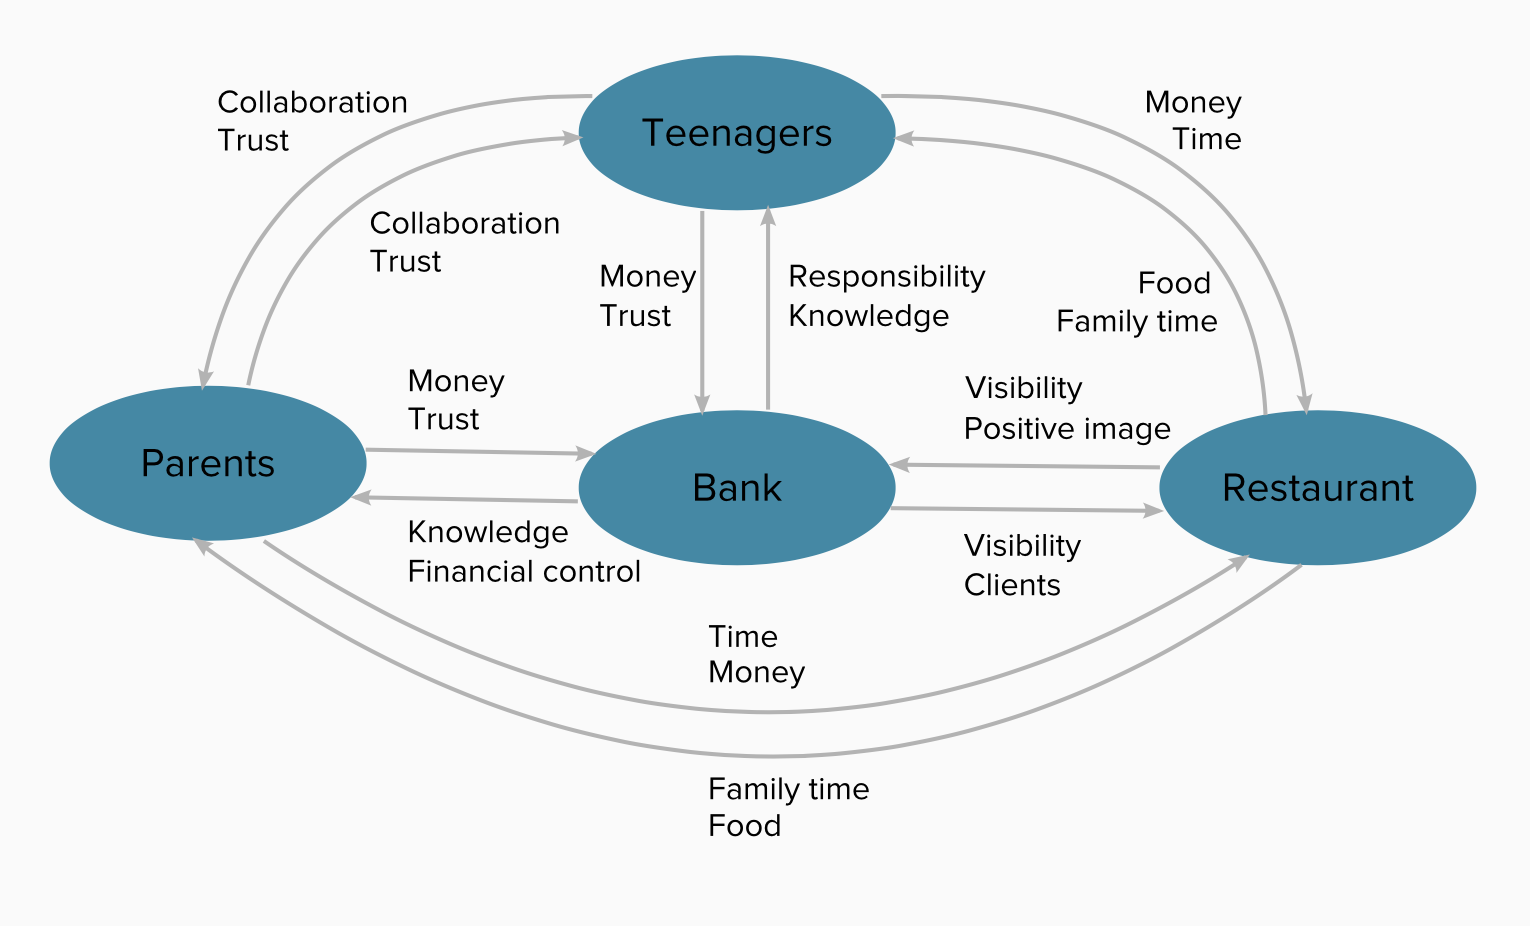 Collaboration
Trust
Teenagers
Money
Time
Collaboration
Trust
Money
Trust
Responsibility
Knowledge
Food
Family time
Money
Trust
Visibility
Positive image
Parents
Bank
Restaurant
Knowledge
Financial control
Visibility
Clients
Time
Money
Family time
Food